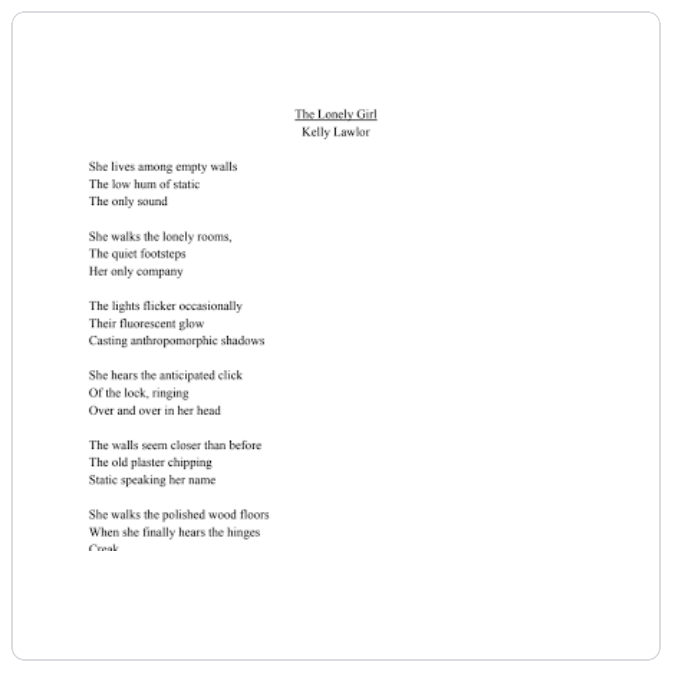 The Lonely Girl
Kelly Lawlor
She lives among empty walls
The low hum of static
The only sound
She walks the lonely rooms,
The quiet footsteps
Her only company
The lights flicker occasionally
Their fluorescent glow
Casting anthropomorphic shadows
She hears the anticipated click
Of the lock, ringing
Over and over in her head
The walls seem closer than before
The old plaster chipping
Static speaking her name
She walks the polished wood floors
When she finally hears the hinges
Creak